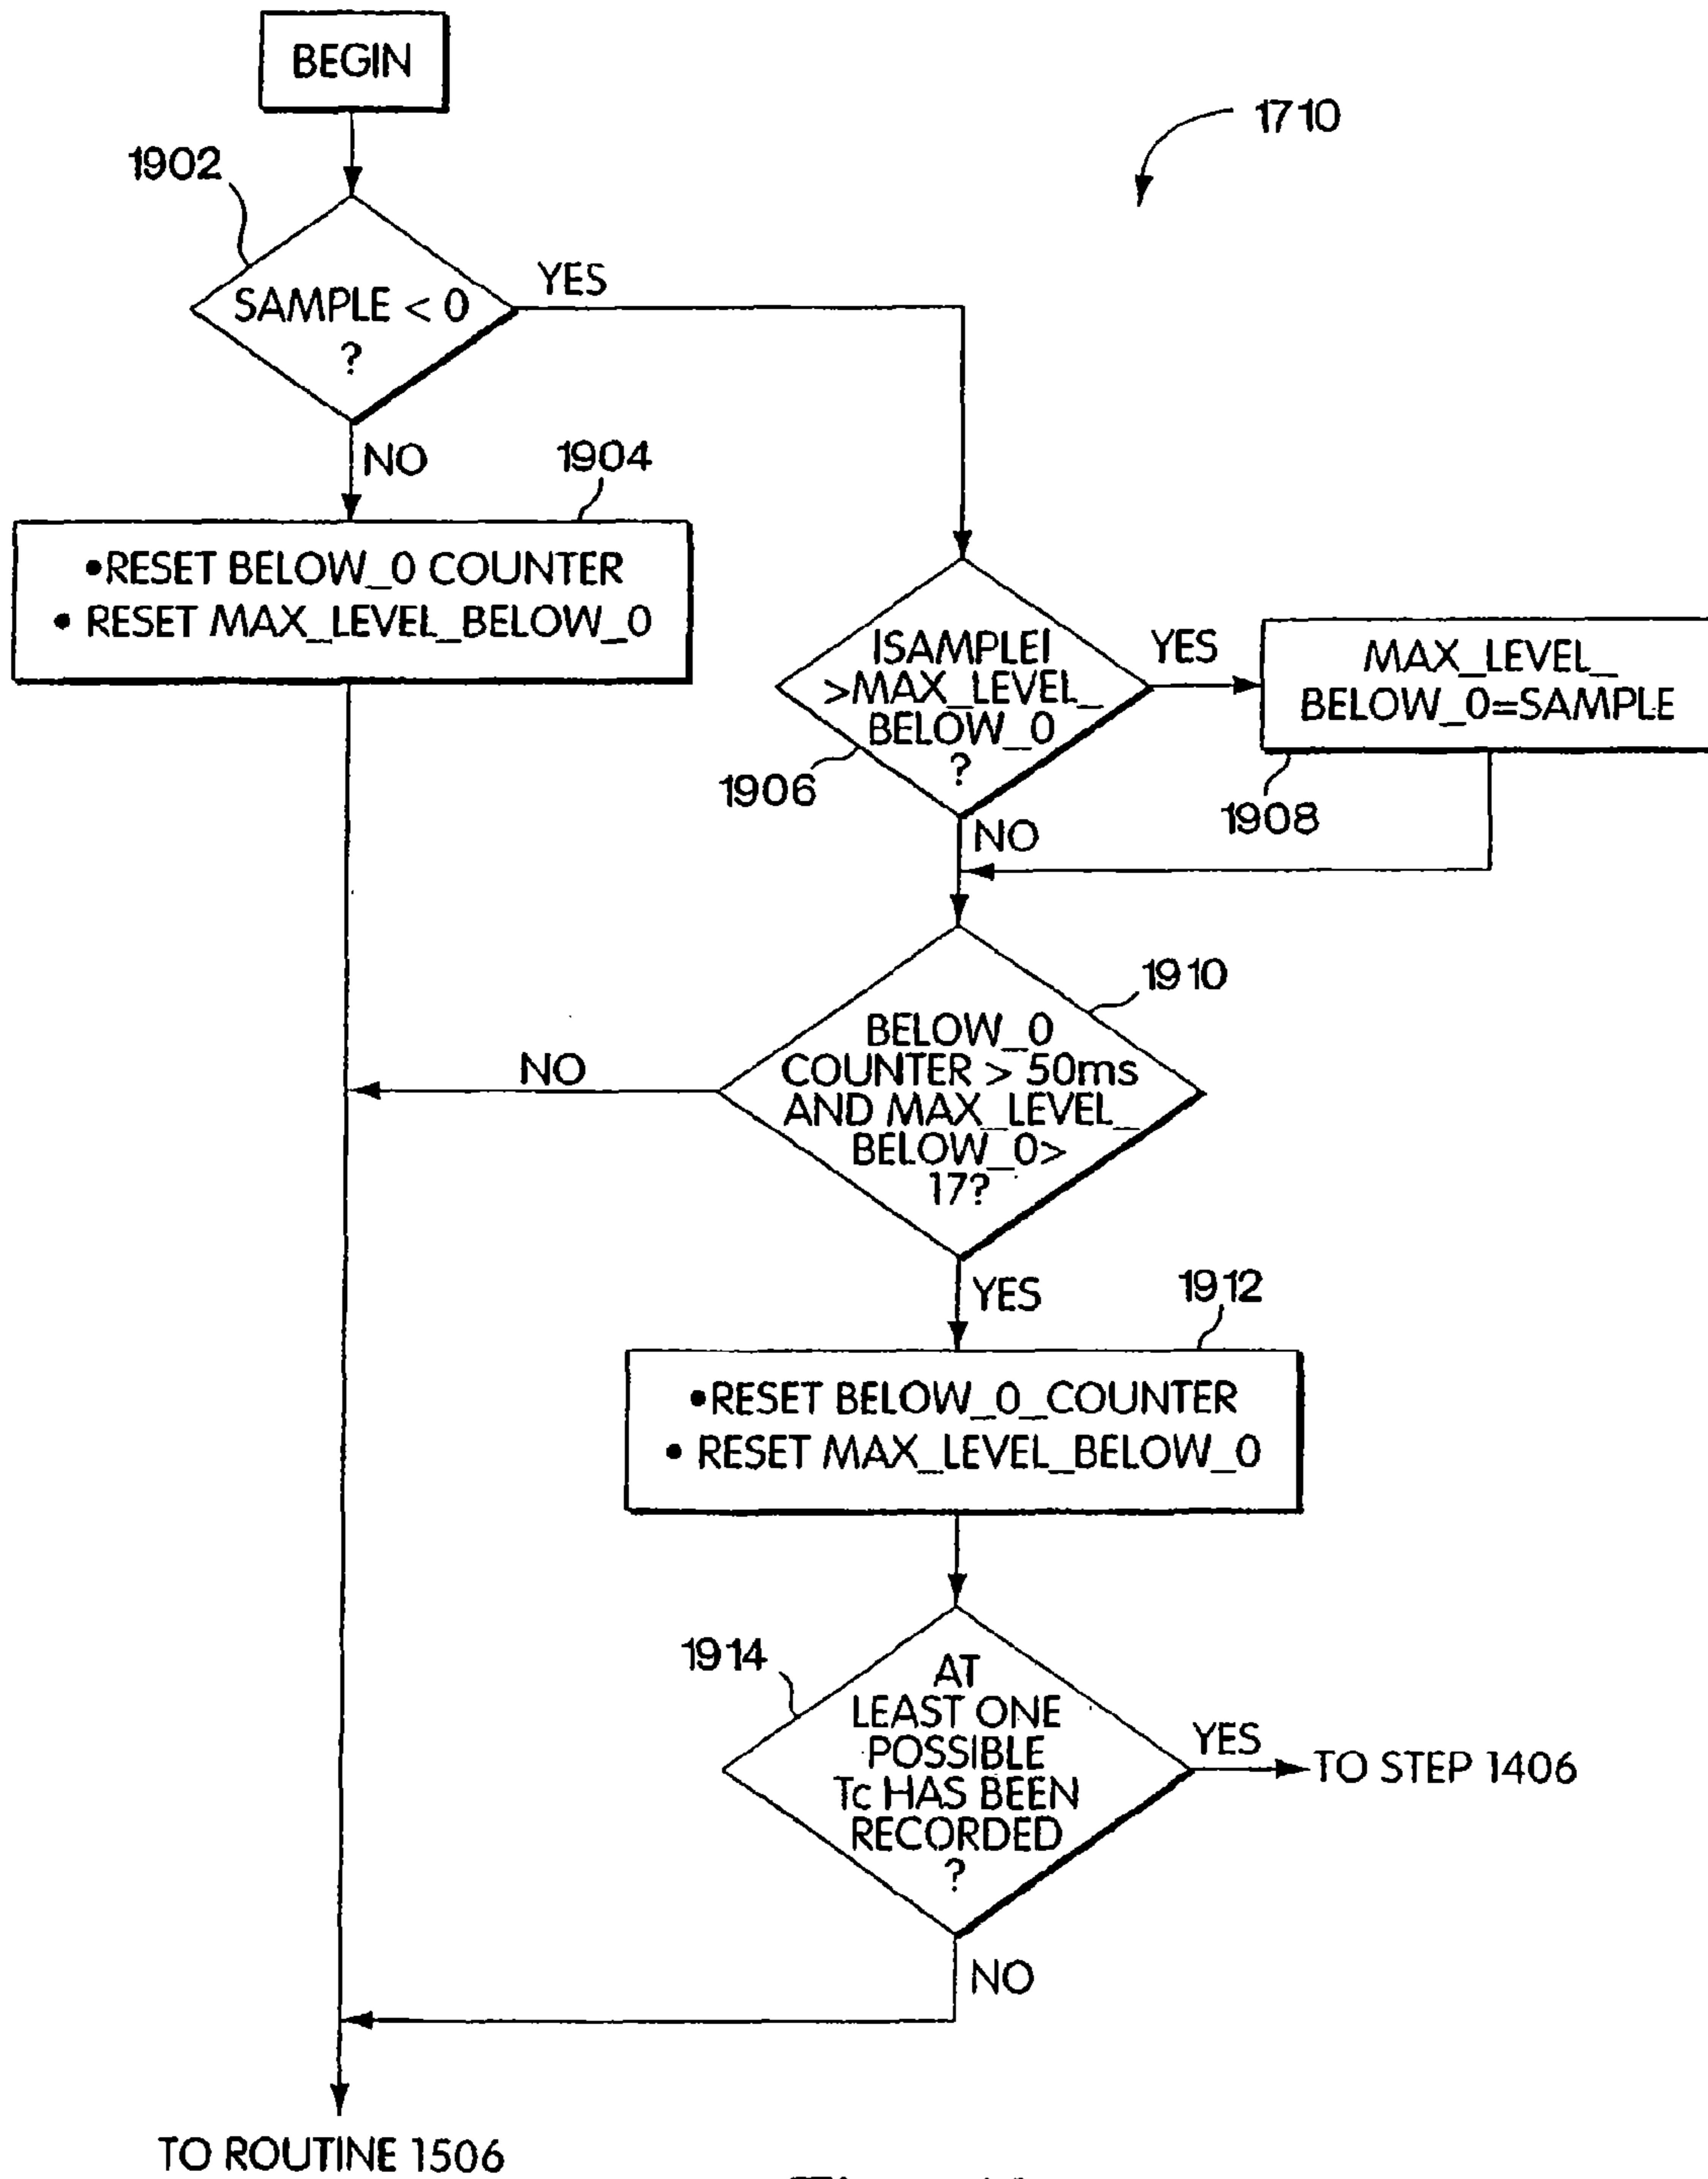 BEGIN
1710
1902
SAMPLE < 0
?
YES
NO
1904
•RESET BELOW_0 COUNTER
• RESET MAX_LEVEL_BELOW_0
|SAMPLE|
>MAX_LEVEL_
BELOW_0
?
1906
YES
MAX_LEVEL_
BELOW_0=SAMPLE
1908
NO
1910
BELOW_0
COUNTER > 50ms
AND MAX_LEVEL_
BELOW_0>
17?
NO
YES
1912
•RESET BELOW_0_COUNTER
• RESET MAX_LEVEL_BELOW_0
1914
AT
LEAST ONE
POSSIBLE
Tc HAS BEEN
RECORDED
?
YES
TO STEP 1406
NO
TO ROUTINE 1506